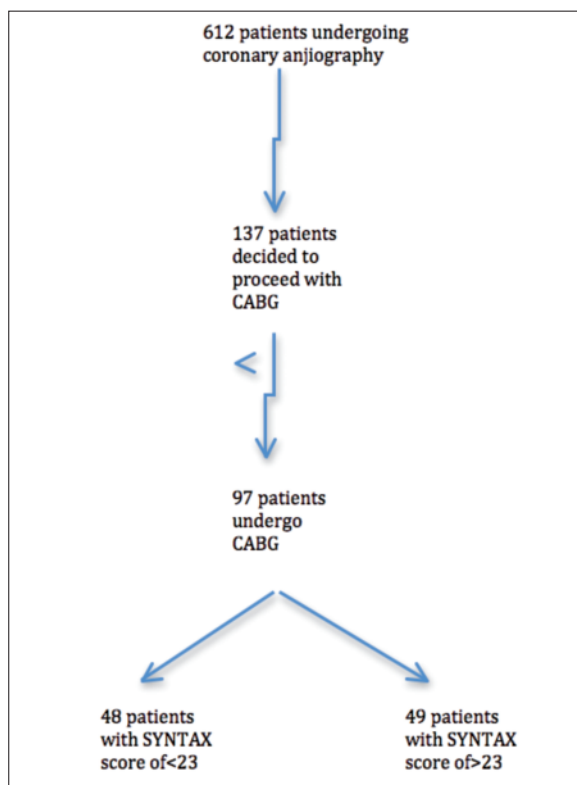 612 patients undergoing
coronary anjiography
137 patients
decided to
proceed with
CABG
97 patients
undergo
CABG
48 patients
with SYNTAX
score of<23
49 patients
with SYNTAX
score of>23